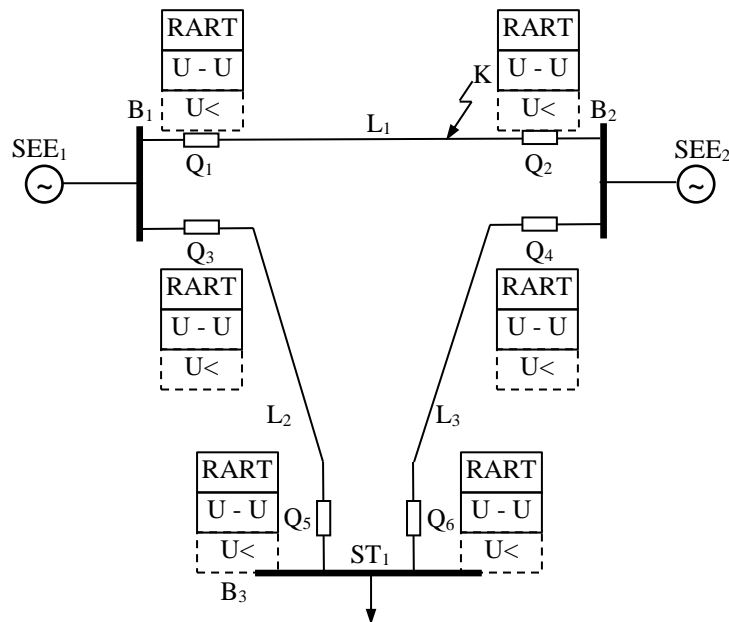 RART
U - U
U<
RART
U - U
U<
K
B₁
B₂
L₁
SEE₁
SEE₂
~
~
Q₁
Q₂
Q₃
Q₄
RART
U - U
U<
RART
U - U
U<
L₂
L₃
RART
U - U
U<
RART
U - U
U<
Q₅
Q₆
ST₁
B₃